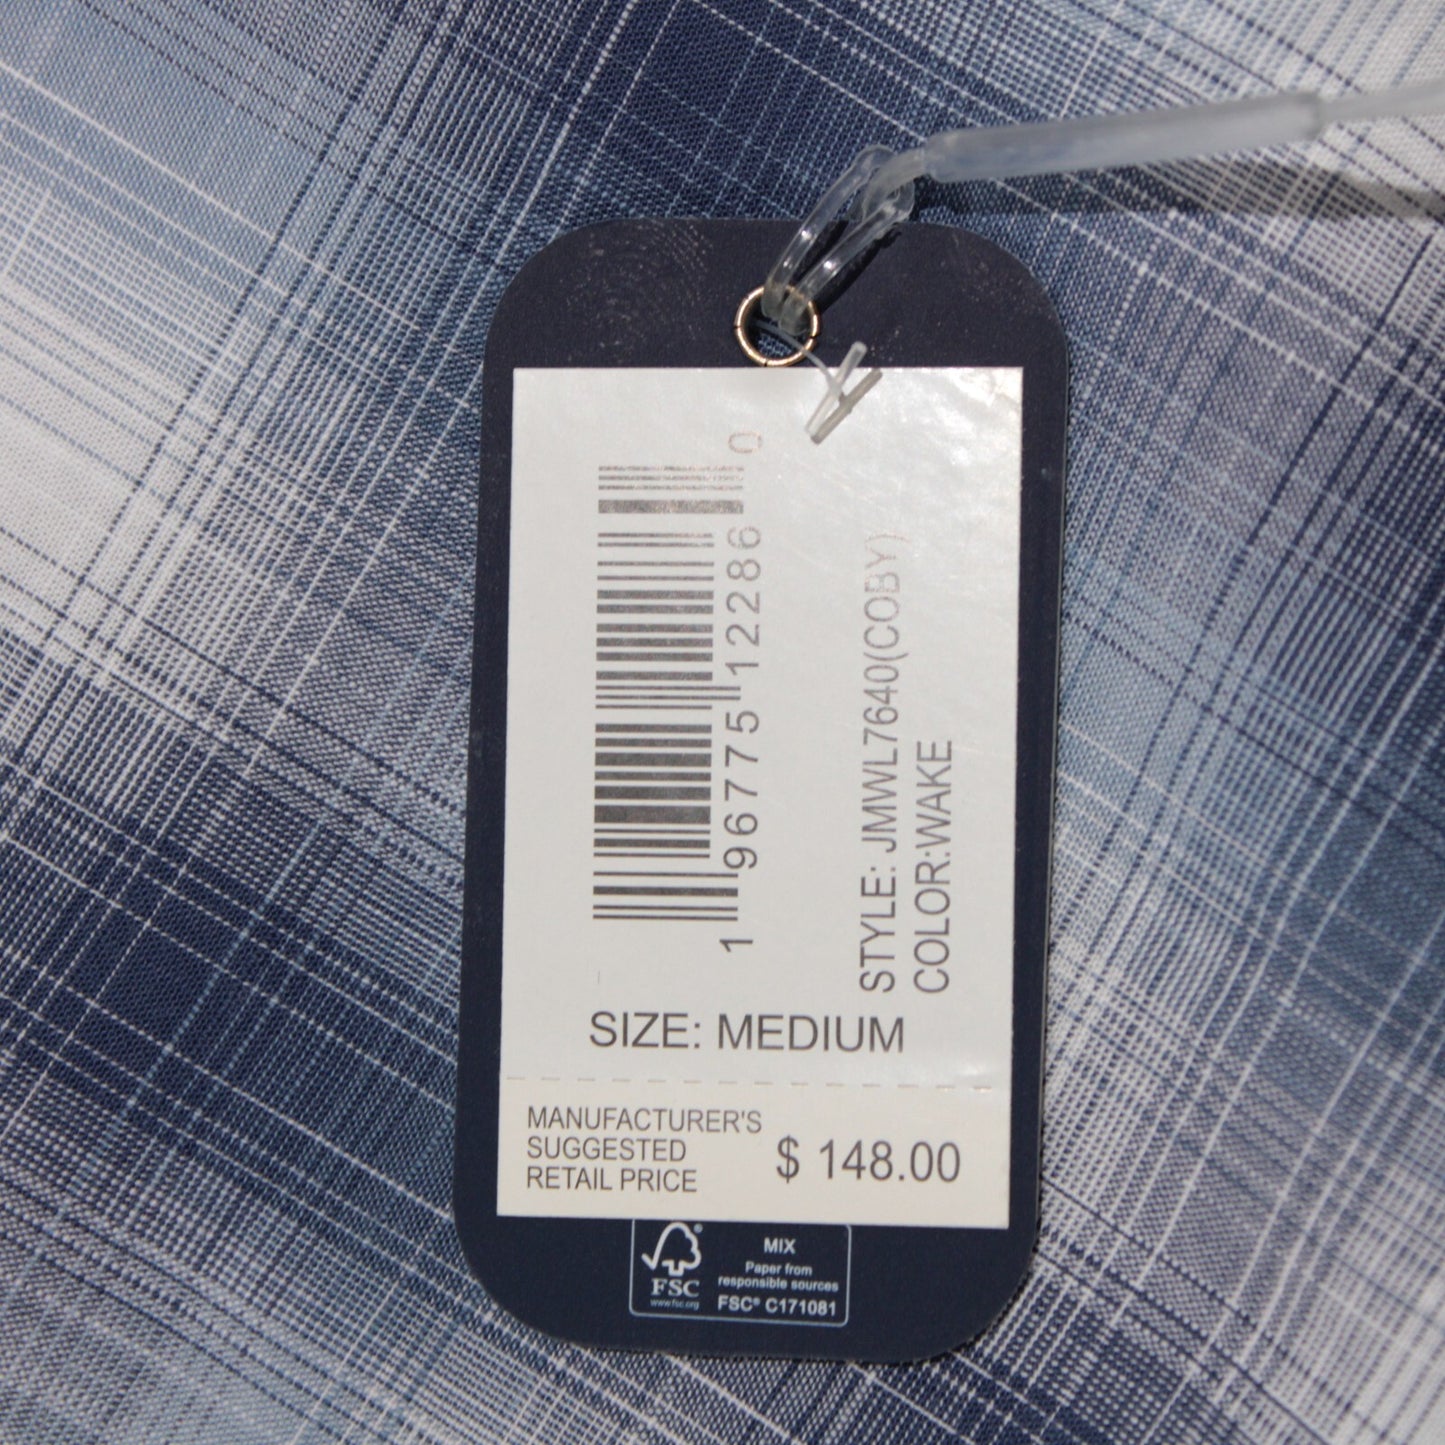 1 96775 12286 0
STYLE: JMWL7640(COBY)
COLOR:WAKE
SIZE: MEDIUM
MANUFACTURER'S
SUGGESTED
RETAIL PRICE
$ 148.00
FSC
www.fsc.org
MIX
Paper from
responsible sources
FSC® C171081